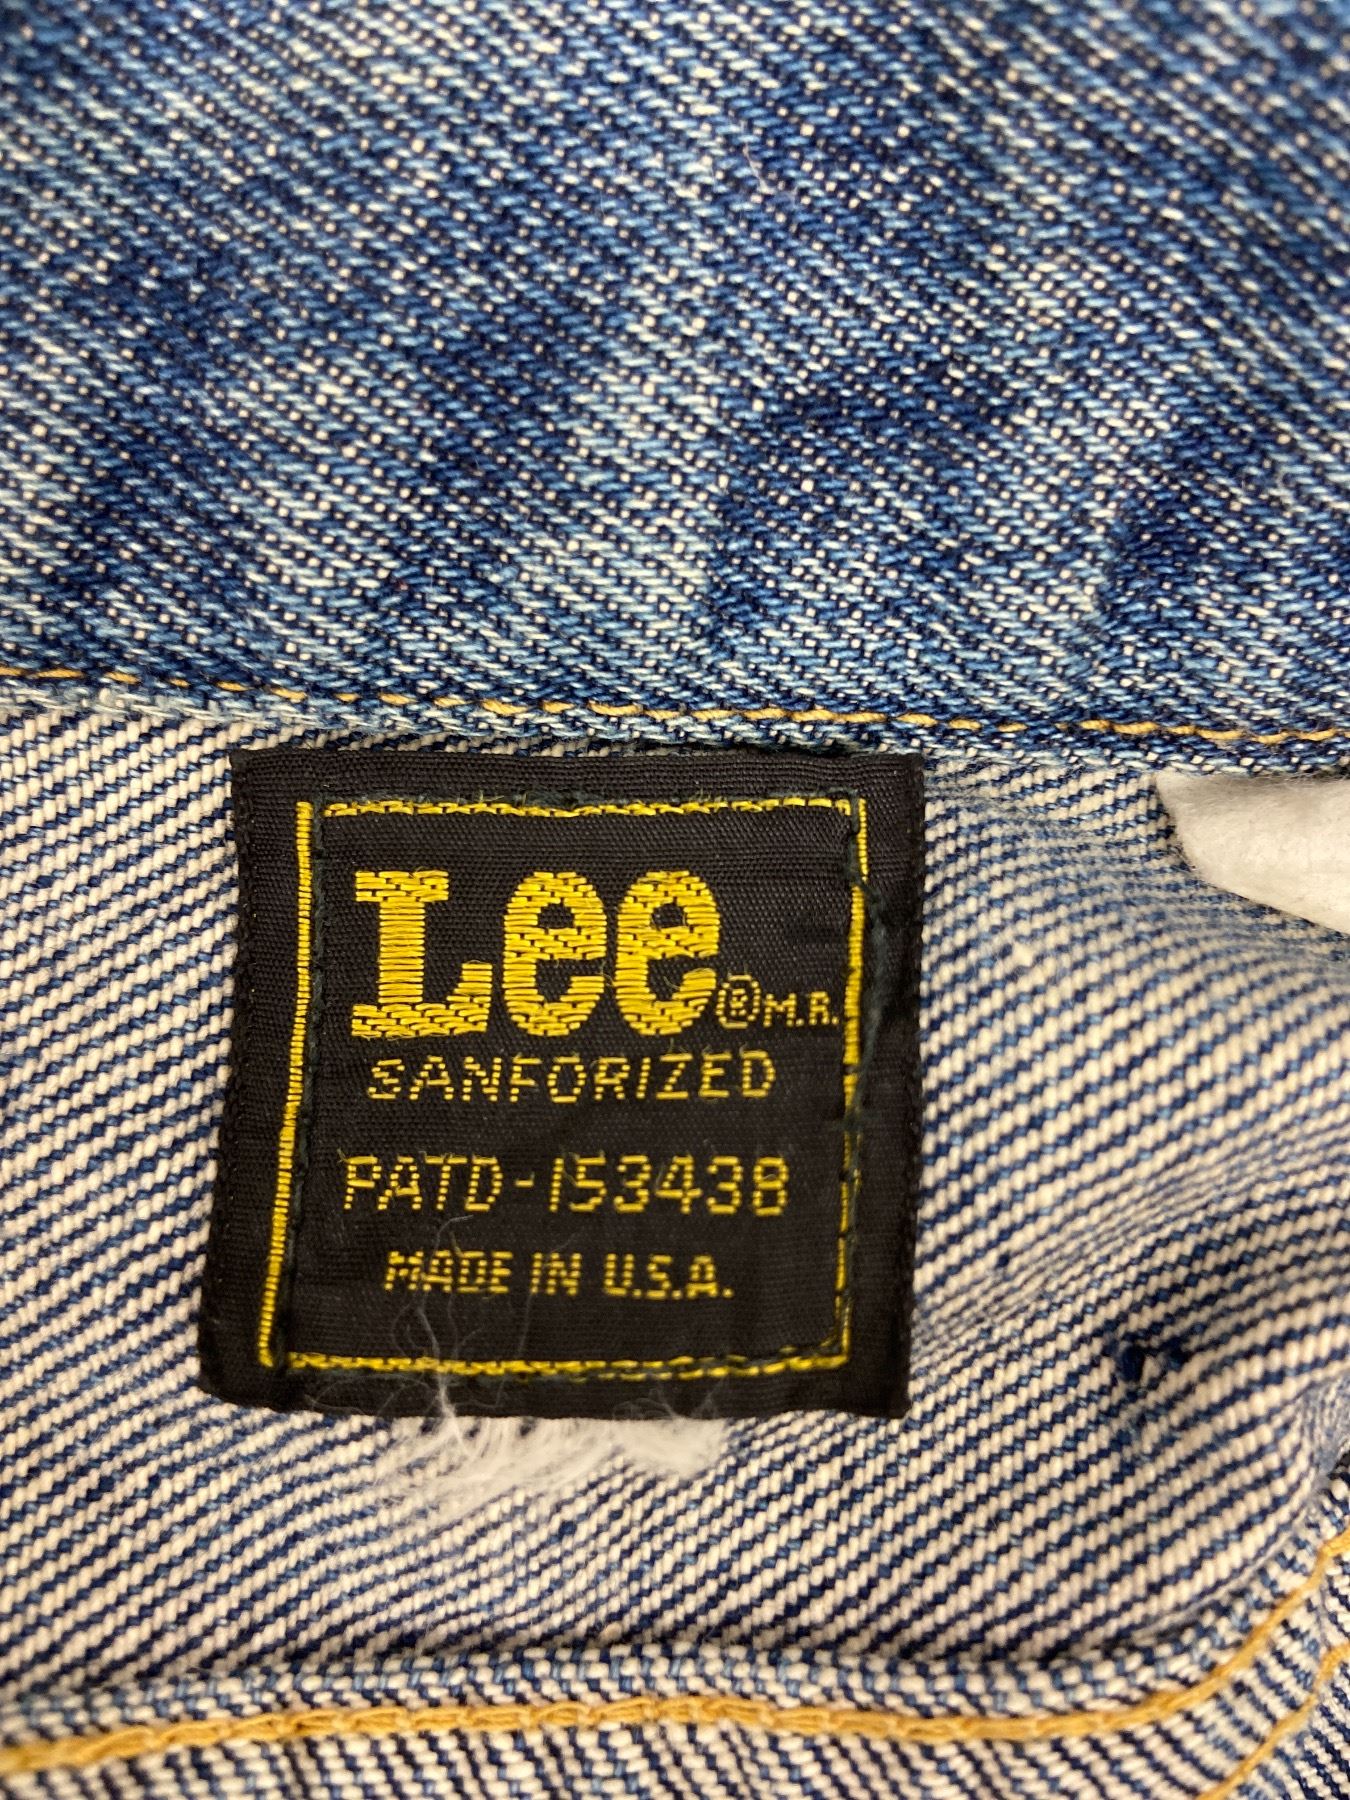 Lee® M.R.
SANFORIZED
PATD-153438
MADE IN U.S.A.